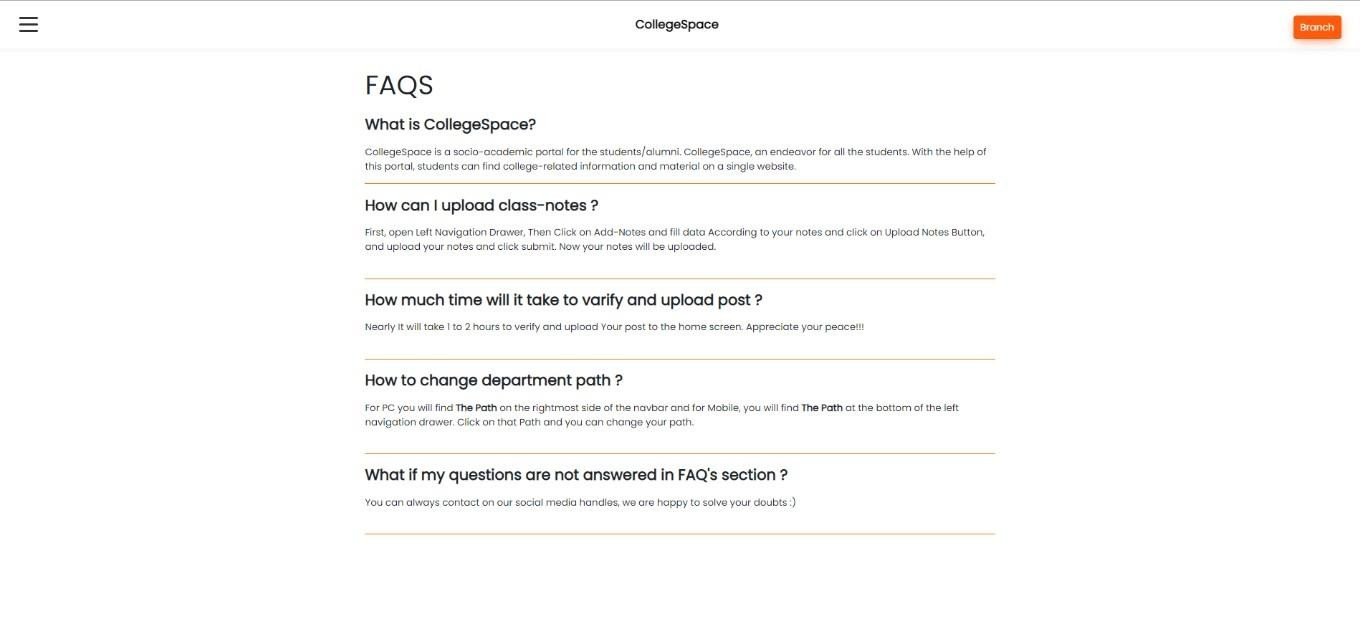 CollegeSpace
Branch
FAQS
What is CollegeSpace?
CollegeSpace is a socio-academic portal for the students/alumni. CollegeSpace, an endeavor for all the students. With the help of
this portal, students can find college-related information and material on a single website.
How can I upload class-notes ?
First, open Left Navigation Drawer, Then Click on Add-Notes and fill data According to your notes and click on Upload Notes Button,
and upload your notes and click submit. Now your notes will be uploaded.
How much time will it take to varify and upload post ?
Nearly It will take 1 to 2 hours to verify and upload Your post to the home screen. Appreciate your peace!!!
How to change department path ?
For PC you will find The Path on the rightmost side of the navbar and for Mobile, you will find The Path at the bottom of the left
navigation drawer. Click on that Path and you can change your path.
What if my questions are not answered in FAQ's section ?
You can always contact on our social media handles, we are happy to solve your doubts :)